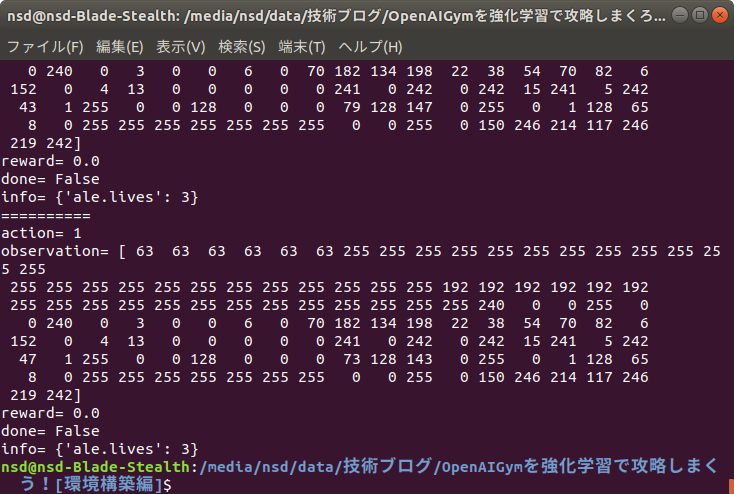 nsd@nsd-Blade-Stealth: /media/nsd/data/技術ブログ/OpenAIGymを強化学習で攻略しまくろ...
ファイル(F) 編集(E) 表示(V) 検索(S) 端末(T) ヘルプ(H)
0 240 0 3 0 0 6 0 70 182 134 198 22 38 54 70 82 6
152 0 4 13 0 0 0 0 0 241 0 242 0 242 15 241 5 242
43 1 255 0 0 128 0 0 0 79 128 147 0 255 0 1 128 65
8 0 255 255 255 255 255 255 255 0 0 255 0 150 246 214 117 246
219 242]
reward= 0.0
done= False
info= {'ale.lives': 3}
==========
action= 1
observation= [ 63 63 63 63 63 63 255 255 255 255 255 255 255 255 255 255 25
5 255
255 255 255 255 255 255 255 255 255 255 255 255 192 192 192 192 192 192
255 255 255 255 255 255 255 255 255 255 255 255 255 240 0 0 255 0
0 240 0 3 0 0 6 0 70 182 134 198 22 38 54 70 82 6
152 0 4 13 0 0 0 0 0 241 0 242 0 242 15 241 5 242
47 1 255 0 0 128 0 0 0 73 128 143 0 255 0 1 128 65
8 0 255 255 255 255 255 255 255 0 0 255 0 150 246 214 117 246
219 242]
reward= 0.0
done= False
info= {'ale.lives': 3}
nsd@nsd-Blade-Stealth:/media/nsd/data/技術ブログ/OpenAIGymを強化学習で攻略しまくろ
う！[環境構築編]$